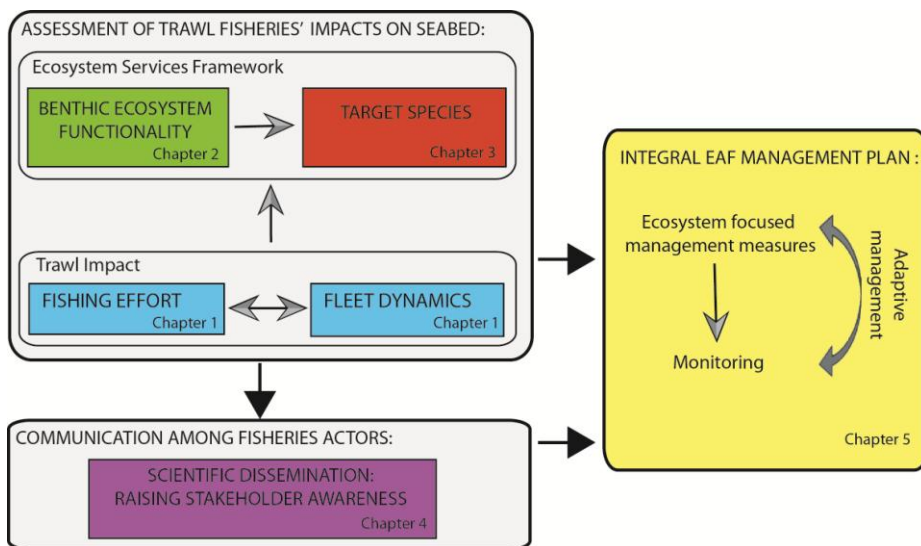 ASSESSMENT OF TRAWL FISHERIES’ IMPACTS ON SEABED:
Ecosystem Services Framework
BENTHIC ECOSYSTEM
FUNCTIONALITY
Chapter 2
TARGET SPECIES
Chapter 3
Trawl Impact
FISHING EFFORT
Chapter 1
FLEET DYNAMICS
Chapter 1
COMMUNICATION AMONG FISHERIES ACTORS:
SCIENTIFIC DISSEMINATION:
RAISING STAKEHOLDER AWARENESS
Chapter 4
INTEGRAL EAF MANAGEMENT PLAN :
Ecosystem focused
management measures
Monitoring
Adaptive
management
Chapter 5